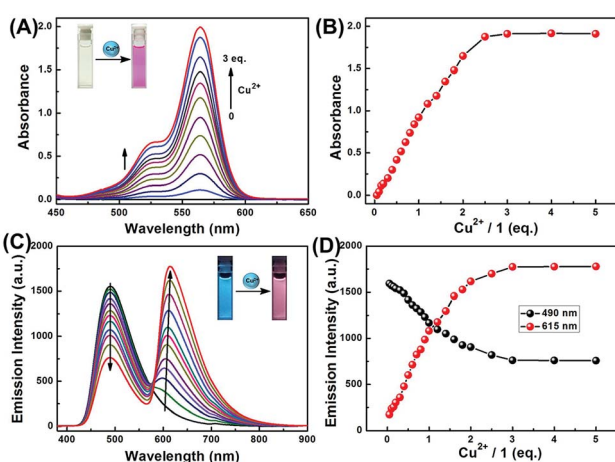 (A)
2.0
1.5
1.0
0.5
0.0
Absorbance
Cu2+
3 eq.
Cu2+
0
450 500 550 600 650
Wavelength (nm)
(B)
2.0
1.5
1.0
0.5
0.0
Absorbance
0 1 2 3 4 5
Cu2+ / 1 (eq.)
(C)
2000
1500
1000
500
0
Emission Intensity (a.u.)
Cu2+
400 500 600 700 800 900
Wavelength (nm)
(D)
2000
1500
1000
500
0
Emission Intensity (a.u.)
490 nm
615 nm
0 1 2 3 4 5
Cu2+ / 1 (eq.)